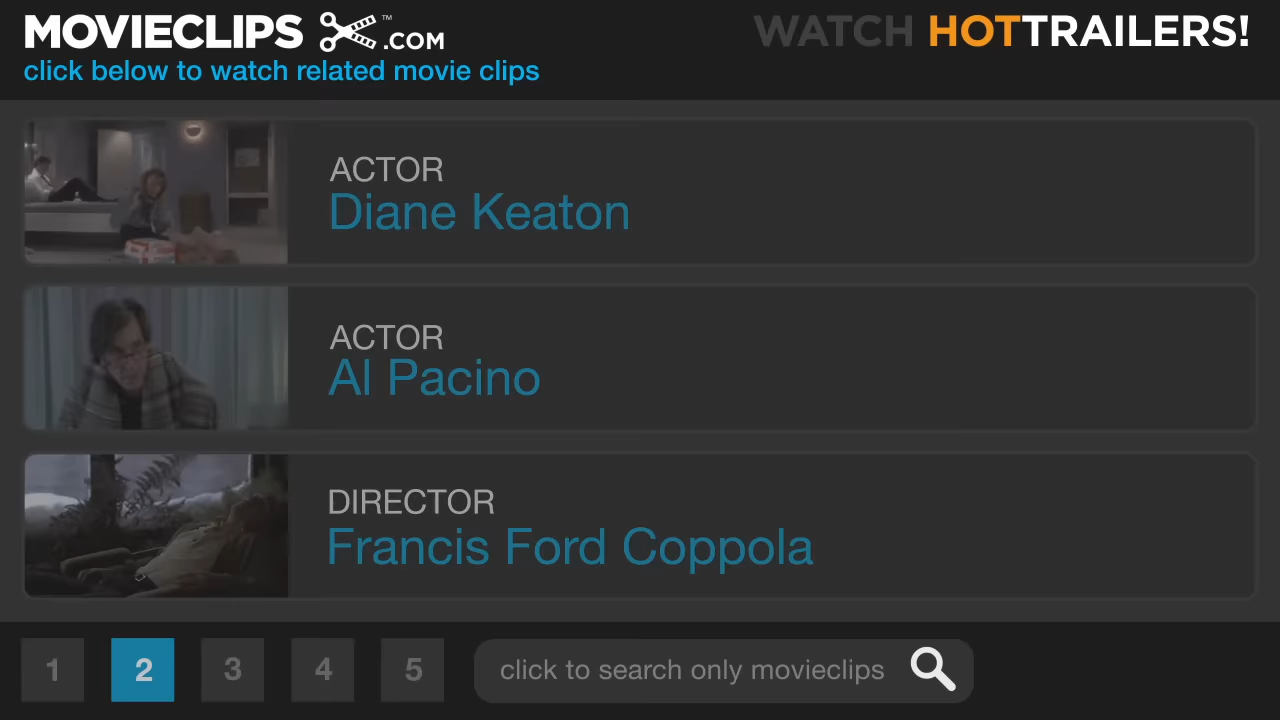 MOVIECLIPS ™ .COM
WATCH HOTTRAILERS!
click below to watch related movie clips
ACTOR
Diane Keaton
ACTOR
Al Pacino
DIRECTOR
Francis Ford Coppola
1 2 3 4 5
click to search only movieclips